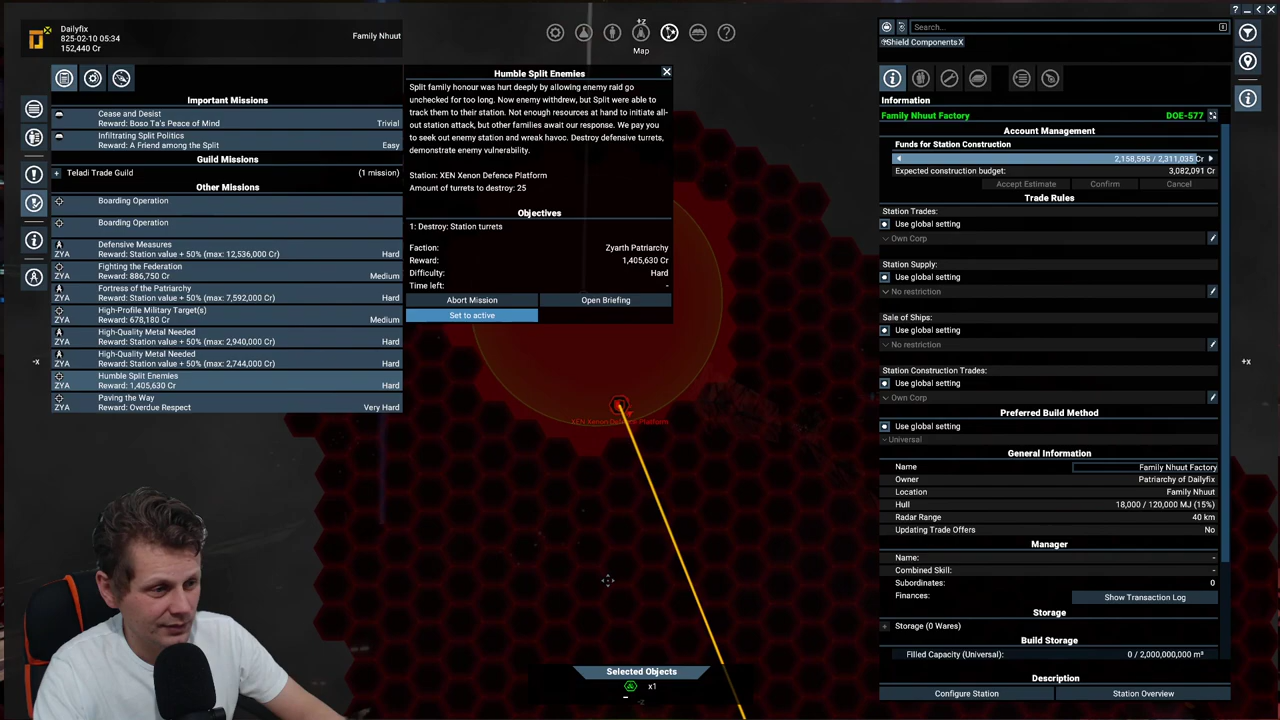 Dailyfix
825-02-10 05:34
152,440 Cr
Family Nhuut
+Z
Map
Important Missions
Cease and Desist
Reward: Boso Ta's Peace of Mind Trivial
Infiltrating Split Politics
Reward: A Friend among the Split Easy
Guild Missions
+ Teladi Trade Guild (1 mission)
Other Missions
Boarding Operation
Boarding Operation
Defensive Measures
ZYA Reward: Station value + 50% (max: 12,536,000 Cr) Hard
Fighting the Federation
ZYA Reward: 886,750 Cr Medium
Fortress of the Patriarchy
ZYA Reward: Station value + 50% (max: 7,592,000 Cr) Hard
High-Profile Military Target(s)
ZYA Reward: 678,180 Cr Medium
High-Quality Metal Needed
ZYA Reward: Station value + 50% (max: 2,940,000 Cr) Hard
High-Quality Metal Needed
ZYA Reward: Station value + 50% (max: 2,744,000 Cr) Hard
Humble Split Enemies
ZYA Reward: 1,405,630 Cr Hard
Paving the Way
ZYA Reward: Overdue Respect Very Hard
Humble Split Enemies
Split family honour was hurt deeply by allowing enemy raid go
unchecked for too long. Now enemy withdrew, but Split were able to
track them to their station. Not enough resources at hand to initiate all-
out station attack, but other families await our response. We pay you
to seek out enemy station and wreak havoc. Destroy defensive turrets,
demonstrate enemy vulnerability.
Station: XEN Xenon Defence Platform
Amount of turrets to destroy: 25
Objectives
1: Destroy: Station turrets
Faction: Zyarth Patriarchy
Reward: 1,405,630 Cr
Difficulty: Hard
Time left: -
Abort Mission Open Briefing
Set to active
XEN Xenon Defence Platform
-X
+X
Selected Objects
x1
-Z
Search...
Shield Components X
Information
Family Nhuut Factory DOE-577
Account Management
Funds for Station Construction
2,158,595 / 2,311,035 Cr
Expected construction budget: 3,082,091 Cr
Accept Estimate Confirm Cancel
Trade Rules
Station Trades:
Use global setting
Own Corp
Station Supply:
Use global setting
No restriction
Sale of Ships:
Use global setting
No restriction
Station Construction Trades:
Use global setting
Own Corp
Preferred Build Method
Use global setting
Universal
General Information
Name Family Nhuut Factory
Owner Patriarchy of Dailyfix
Location Family Nhuut
Hull 18,000 / 120,000 MJ (15%)
Radar Range 40 km
Updating Trade Offers No
Manager
Name: -
Combined Skill: -
Subordinates: 0
Finances: Show Transaction Log
Storage
+ Storage (0 Wares)
Build Storage
Filled Capacity (Universal): 0 / 2,000,000,000 m³
Description
Configure Station Station Overview